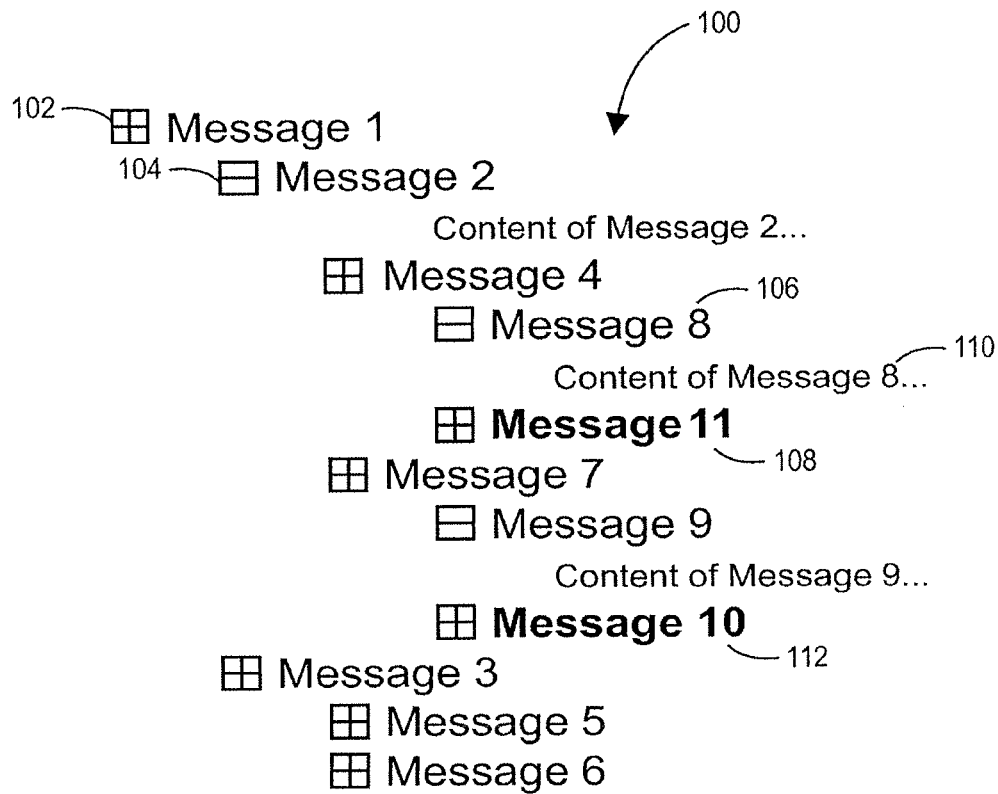 100
102 Message 1
104 Message 2
Content of Message 2...
Message 4
106
Message 8
110
Content of Message 8...
Message 11
108
Message 7
Message 9
Content of Message 9...
Message 10
112
Message 3
Message 5
Message 6